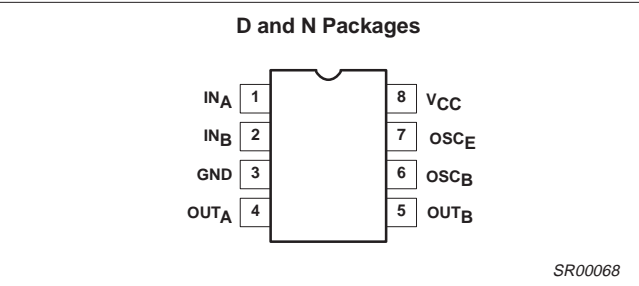 D and N Packages
INA 1 8 VCC
INB 2 7 OSCE
GND 3 6 OSCB
OUTA 4 5 OUTB
SR00068